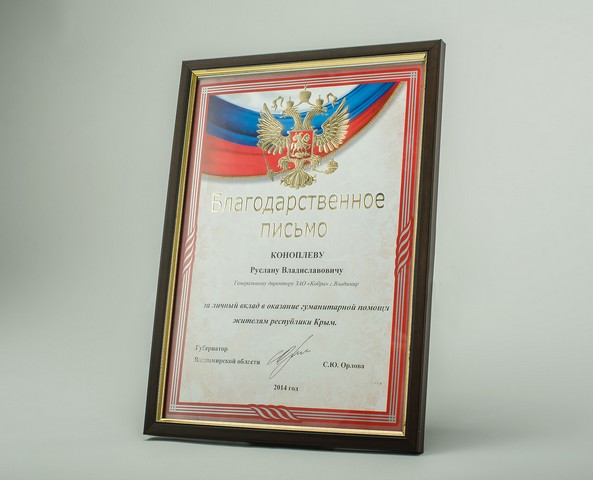 Благодарственное
письмо
КОНОПЛЕВУ
Руслану Владиславовичу
Генеральному директору ЗАО «Кобра» г. Владимир
за личный вклад в оказание гуманитарной помощи
жителям республики Крым.
Губернатор
Владимирской области
С.Ю. Орлова
2014 год